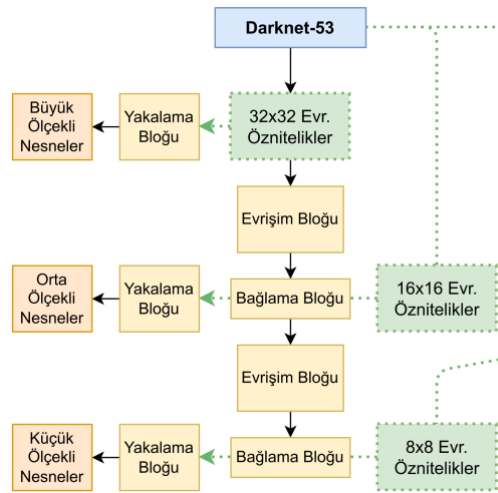 Darknet-53
Büyük
Ölçekli
Nesneler
Yakalama
Bloğu
32x32 Evr.
Öznitelikler
Evrişim Bloğu
Orta
Ölçekli
Nesneler
Yakalama
Bloğu
Bağlama Bloğu
16x16 Evr.
Öznitelikler
Evrişim Bloğu
Küçük
Ölçekli
Nesneler
Yakalama
Bloğu
Bağlama Bloğu
8x8 Evr.
Öznitelikler